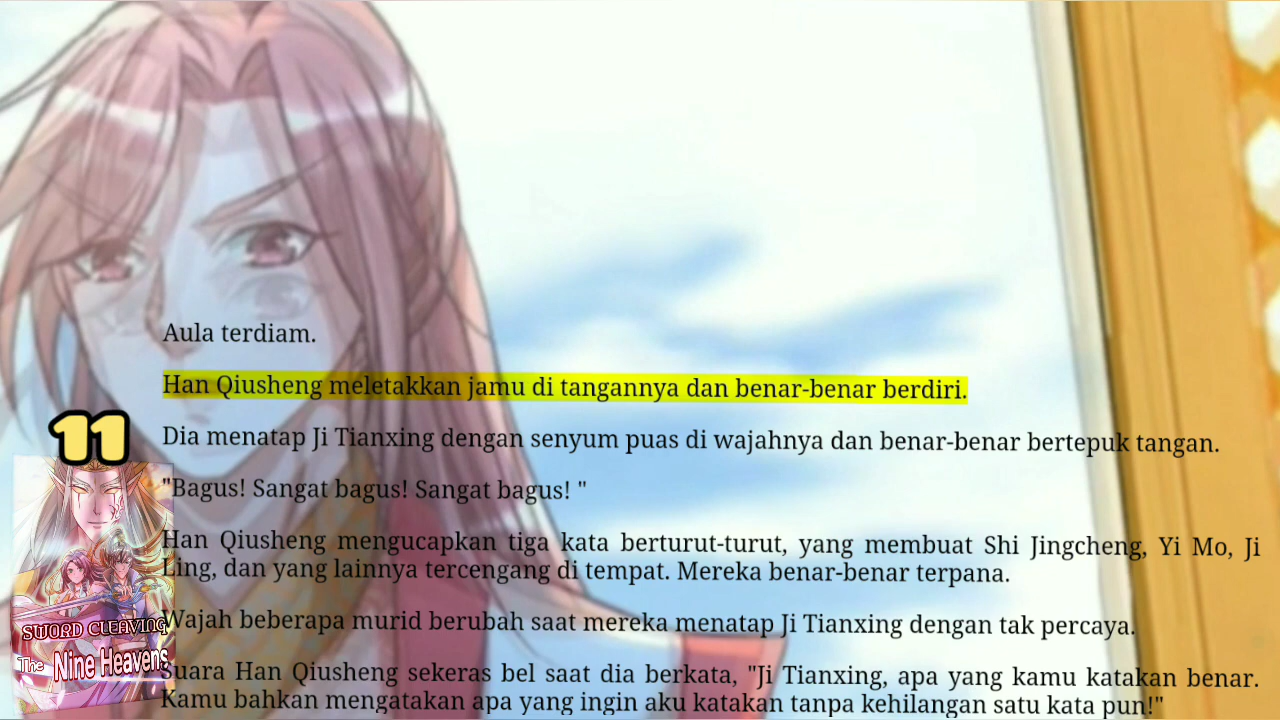 Aula terdiam.
Han Qiusheng meletakkan jamu di tangannya dan benar-benar berdiri.
11
Dia menatap Ji Tianxing dengan senyum puas di wajahnya dan benar-benar bertepuk tangan.
"Bagus! Sangat bagus! Sangat bagus! "
Han Qiusheng mengucapkan tiga kata berturut-turut, yang membuat Shi Jingcheng, Yi Mo, Ji
Ling, dan yang lainnya tercengang di tempat. Mereka benar-benar terpana.
Wajah beberapa murid berubah saat mereka menatap Ji Tianxing dengan tak percaya.
SWORD CLEAVING
The Nine Heavens
Suara Han Qiusheng sekeras bel saat dia berkata, "Ji Tianxing, apa yang kamu katakan benar.
Kamu bahkan mengatakan apa yang ingin aku katakan tanpa kehilangan satu kata pun!"